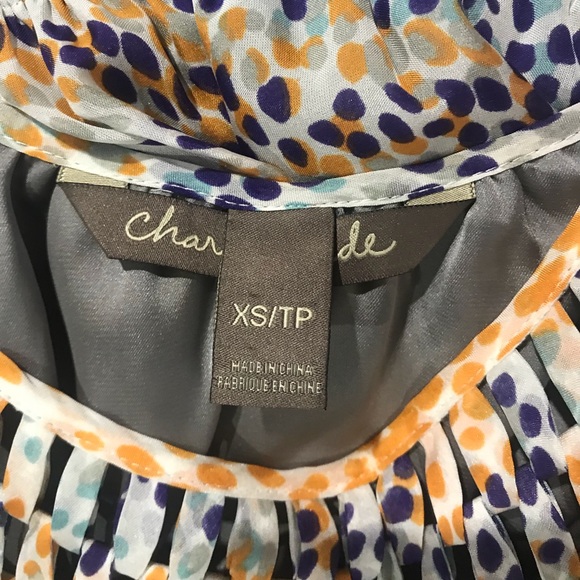 Char de
XS/TP
MADE IN CHINA
FABRIQUE EN CHINE